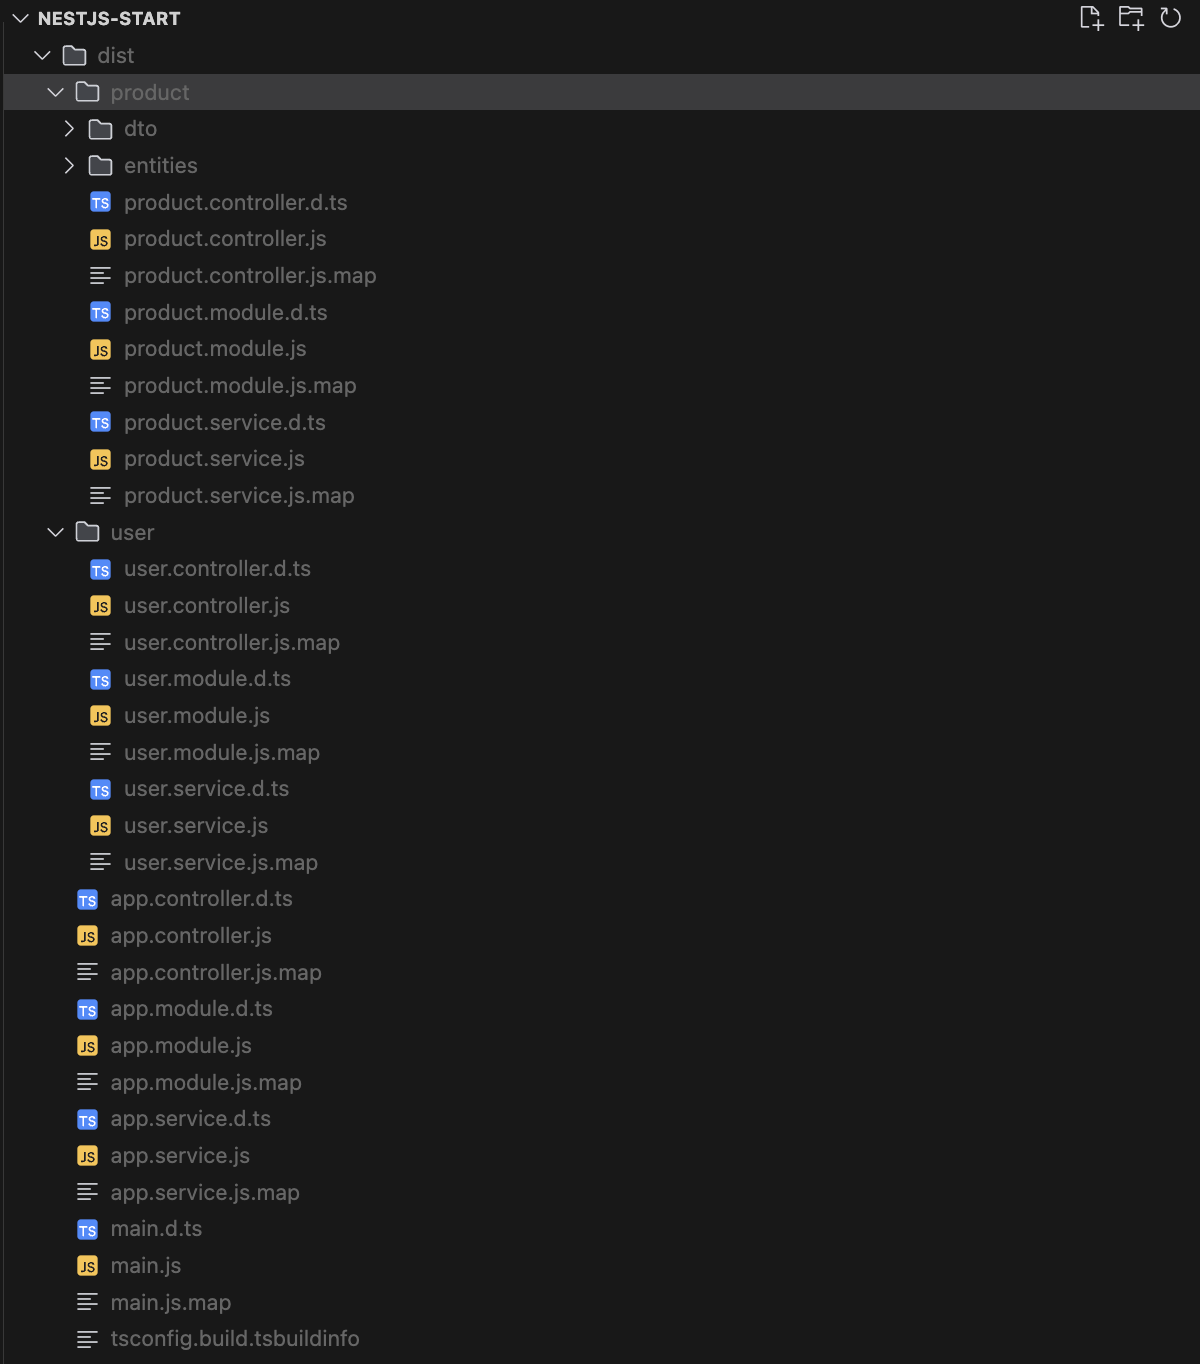 NESTJS-START
dist
product
dto
entities
TS product.controller.d.ts
JS product.controller.js
product.controller.js.map
TS product.module.d.ts
JS product.module.js
product.module.js.map
TS product.service.d.ts
JS product.service.js
product.service.js.map
user
TS user.controller.d.ts
JS user.controller.js
user.controller.js.map
TS user.module.d.ts
JS user.module.js
user.module.js.map
TS user.service.d.ts
JS user.service.js
user.service.js.map
TS app.controller.d.ts
JS app.controller.js
app.controller.js.map
TS app.module.d.ts
JS app.module.js
app.module.js.map
TS app.service.d.ts
JS app.service.js
app.service.js.map
TS main.d.ts
JS main.js
main.js.map
tsconfig.build.tsbuildinfo